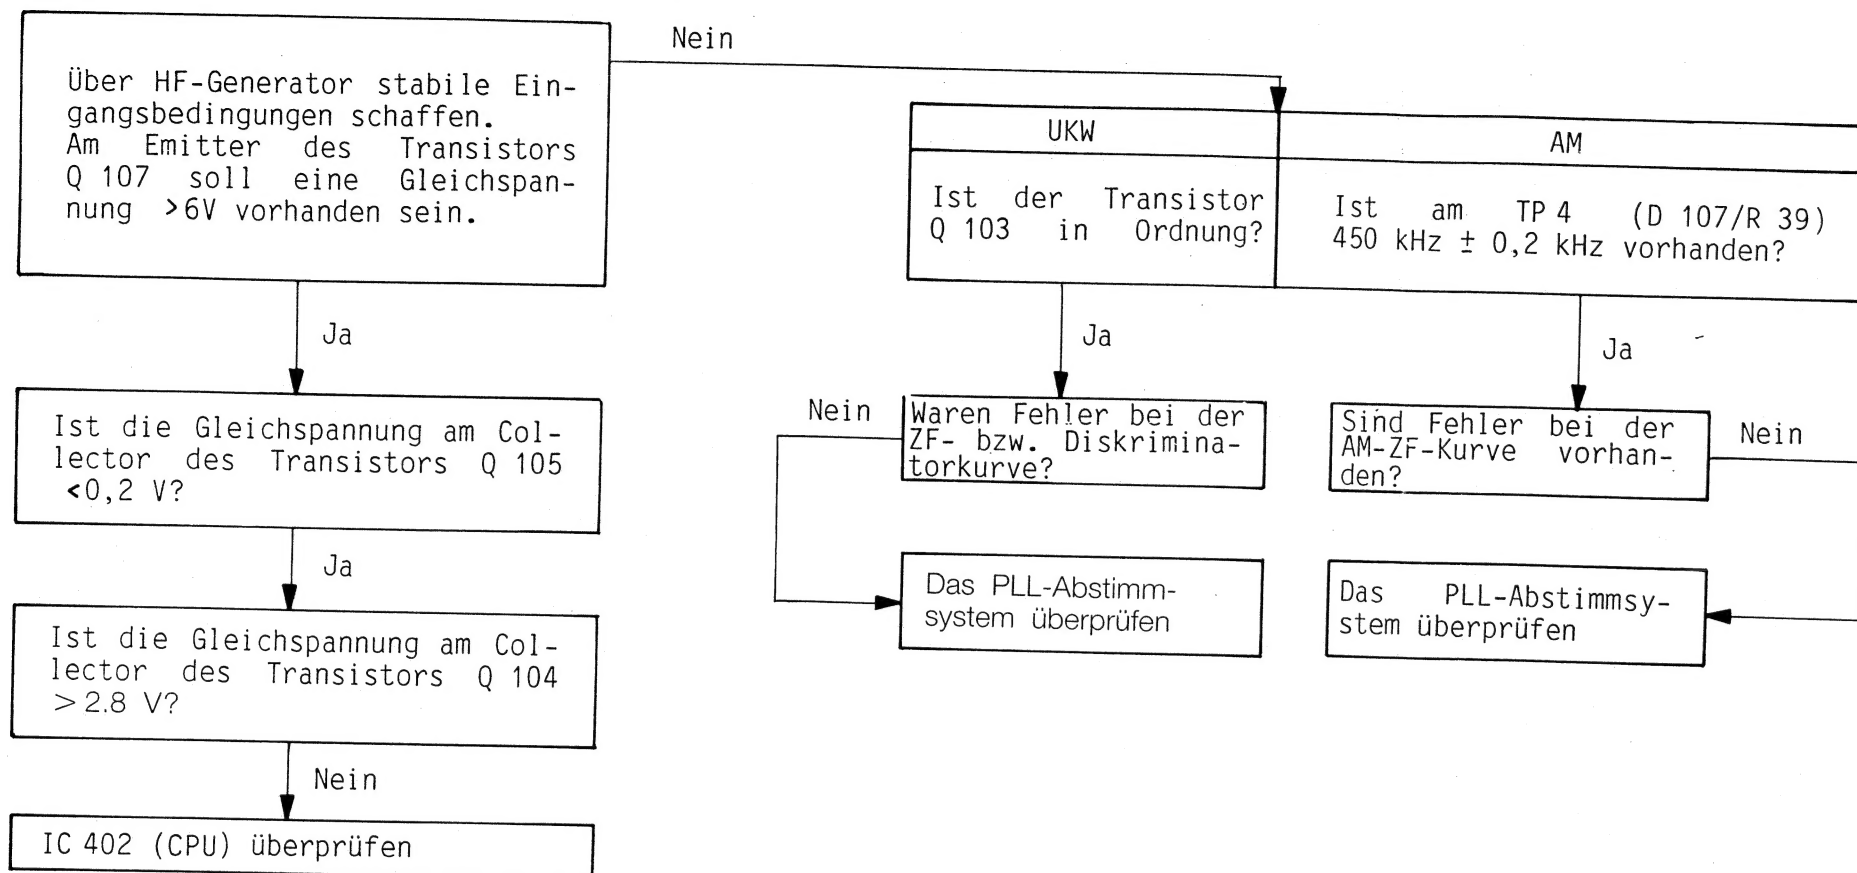 Über HF-Generator stabile Ein-
gangsbedingungen schaffen.
Am Emitter des Transistors
Q 107 soll eine Gleichspan-
nung >6V vorhanden sein.
Nein
Ja
Ist die Gleichspannung am Col-
lector des Transistors Q 105
<0,2 V?
Ja
Ist die Gleichspannung am Col-
lector des Transistors Q 104
>2.8 V?
Nein
IC 402 (CPU) überprüfen
UKW
Ist der Transistor
Q 103 in Ordnung?
Ja
Nein
Waren Fehler bei der
ZF- bzw. Diskrimina-
torkurve?
Das PLL-Abstimm-
system überprüfen
AM
Ist am TP 4 (D 107/R 39)
450 kHz ± 0,2 kHz vorhanden?
Ja
Sind Fehler bei der
AM-ZF-Kurve vorhan-
den?
Nein
Das PLL-Abstimmsy-
stem überprüfen